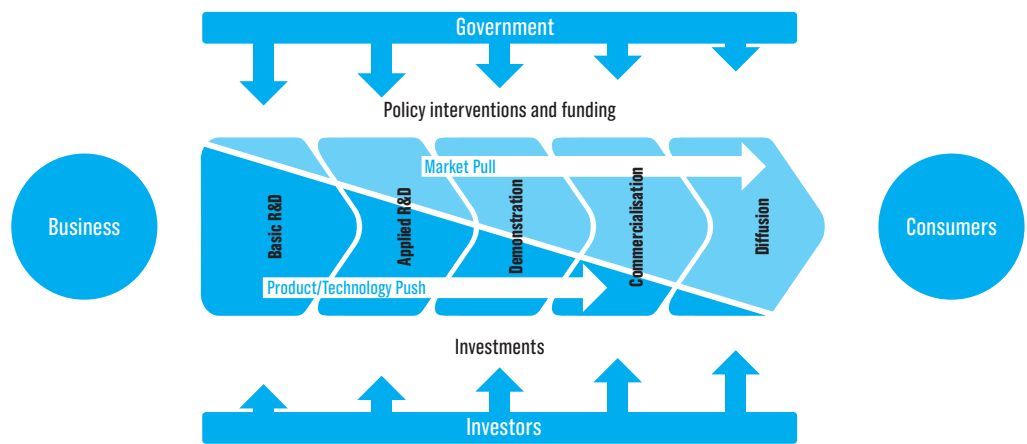 Government
Policy interventions and funding
Market Pull
Business
Basic R&D
Applied R&D
Demonstration
Commercialisation
Diffusion
Consumers
Product/Technology Push
Investments
Investors